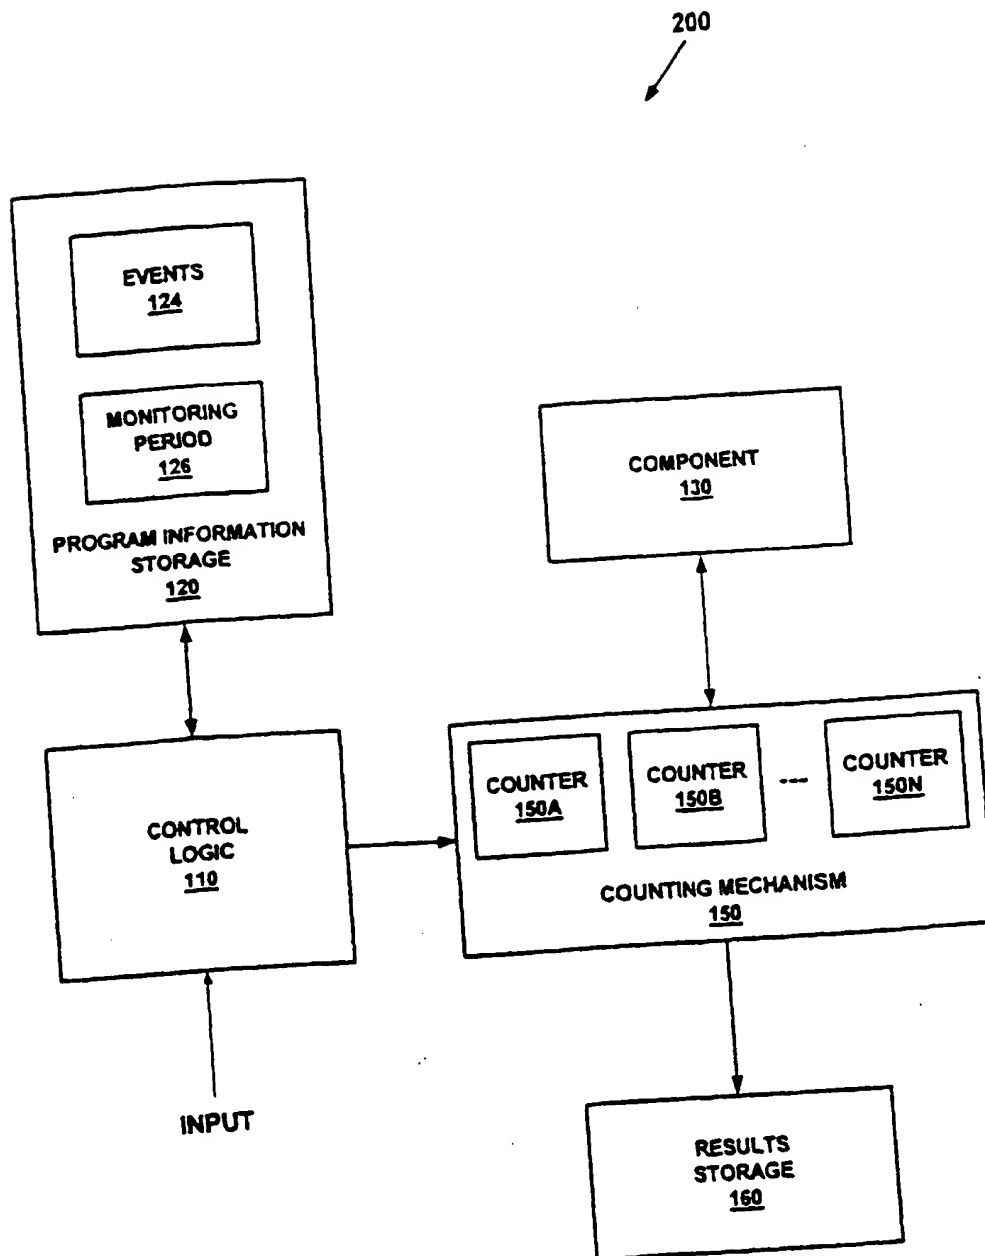 200
EVENTS
124
MONITORING
PERIOD
126
PROGRAM INFORMATION
STORAGE
120
COMPONENT
130
CONTROL
LOGIC
110
COUNTER
150A
COUNTER
150B
---
COUNTER
150N
COUNTING MECHANISM
150
INPUT
RESULTS
STORAGE
160